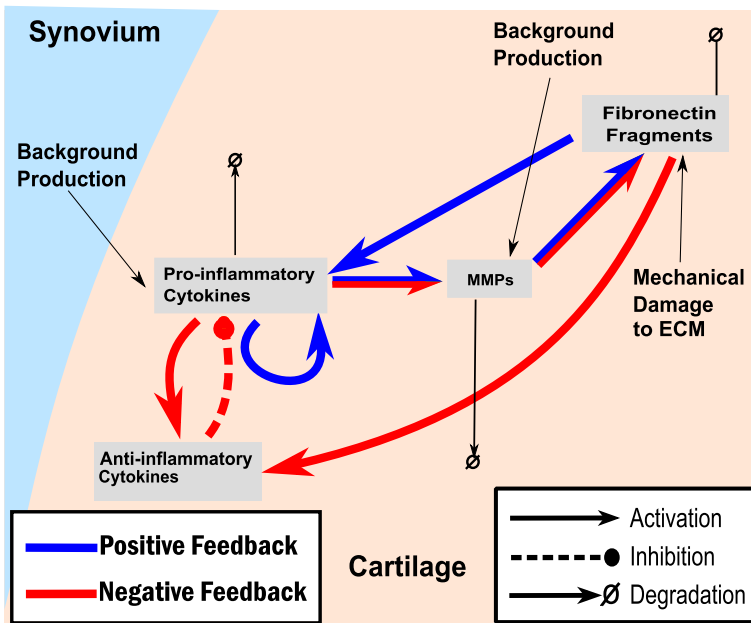 Synovium
Background
Production
Ø
Fibronectin
Fragments
Background
Production
Ø
Pro-inflammatory
Cytokines
MMPs
Mechanical
Damage
to ECM
Anti-inflammatory
Cytokines
Ø
Positive Feedback
Negative Feedback
Cartilage
Activation
Inhibition
Ø Degradation